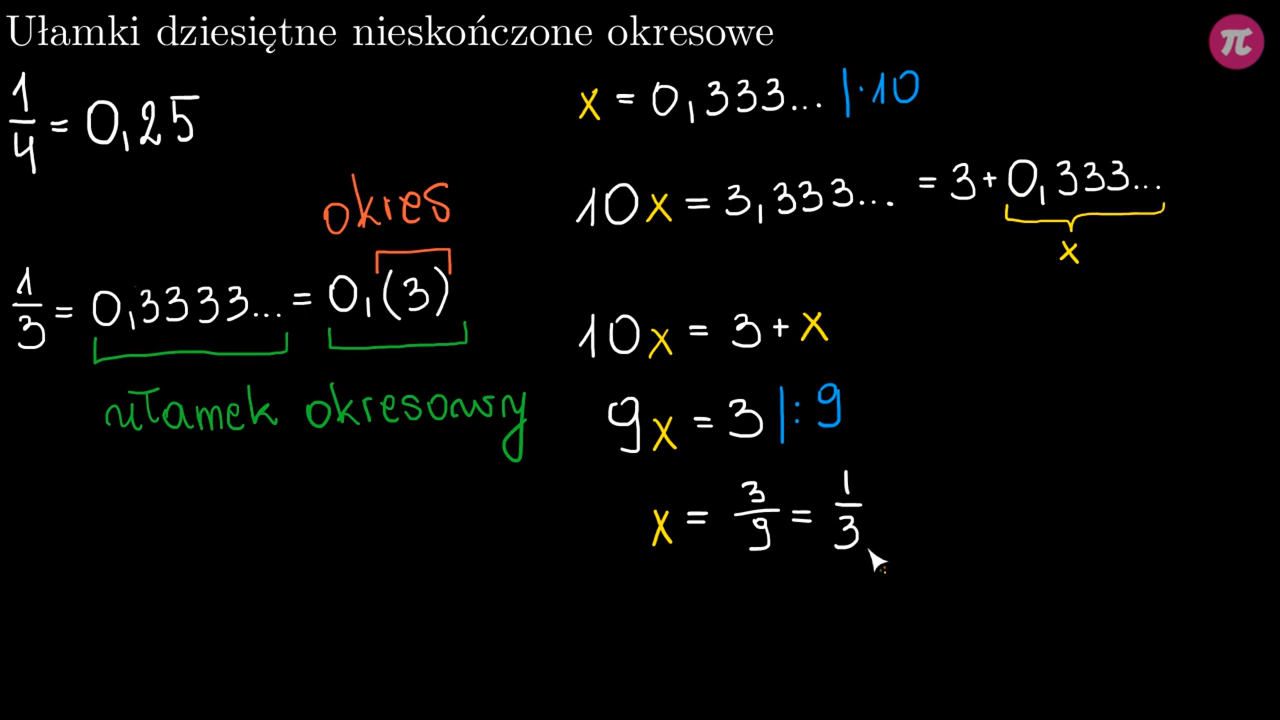 Ułamki dziesiętne nieskończone okresowe
π
1/4 = 0,25
okres
1/3 = 0,3333... = 0,(3)
ułamek okresowy
x = 0,333... |·10
10x = 3,333... = 3 + 0,333...
x
10x = 3 + x
9x = 3 |: 9
x = 3/9 = 1/3